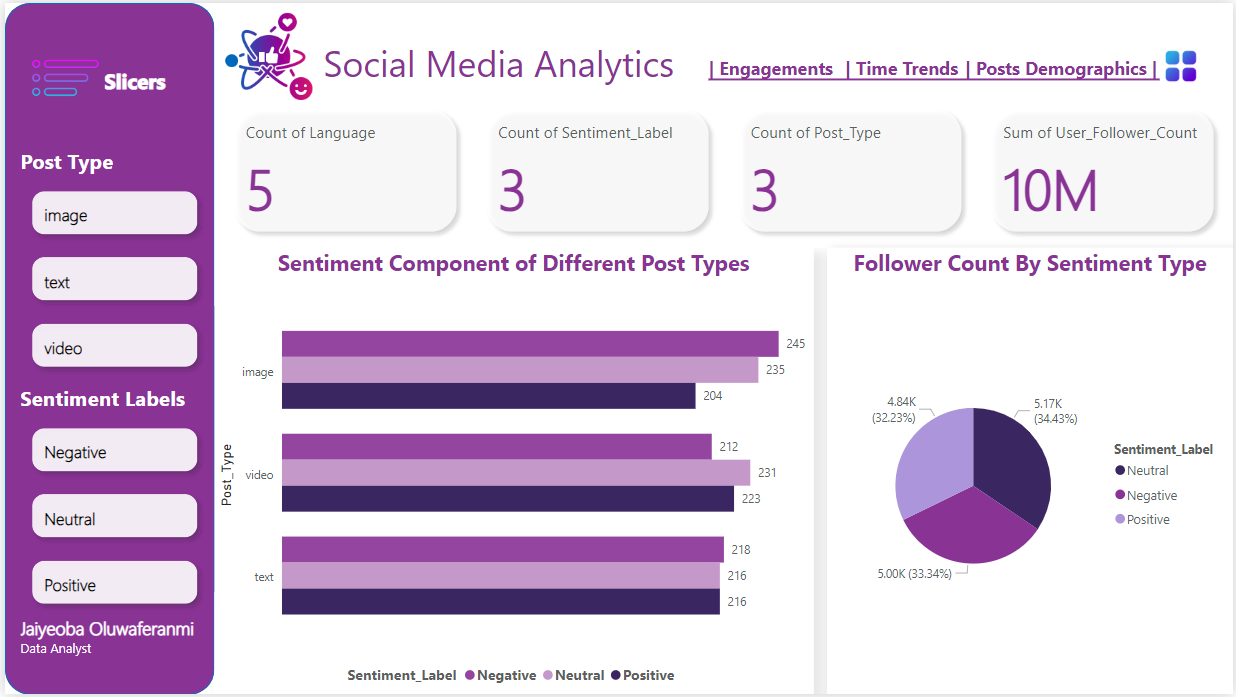 Slicers
Post Type
image
text
video
Sentiment Labels
Negative
Neutral
Positive
Jaiyeoba Oluwaferanmi
Data Analyst
Social Media Analytics
| Engagements | Time Trends | Posts Demographics |
Count of Language
5
Count of Sentiment_Label
3
Count of Post_Type
3
Sum of User_Follower_Count
10M
Sentiment Component of Different Post Types
Post_Type
image
245
235
204
video
212
231
223
text
218
216
216
Sentiment_Label Negative Neutral Positive
Follower Count By Sentiment Type
4.84K
(32.23%)
5.17K
(34.43%)
5.00K (33.34%)
Sentiment_Label
Neutral
Negative
Positive